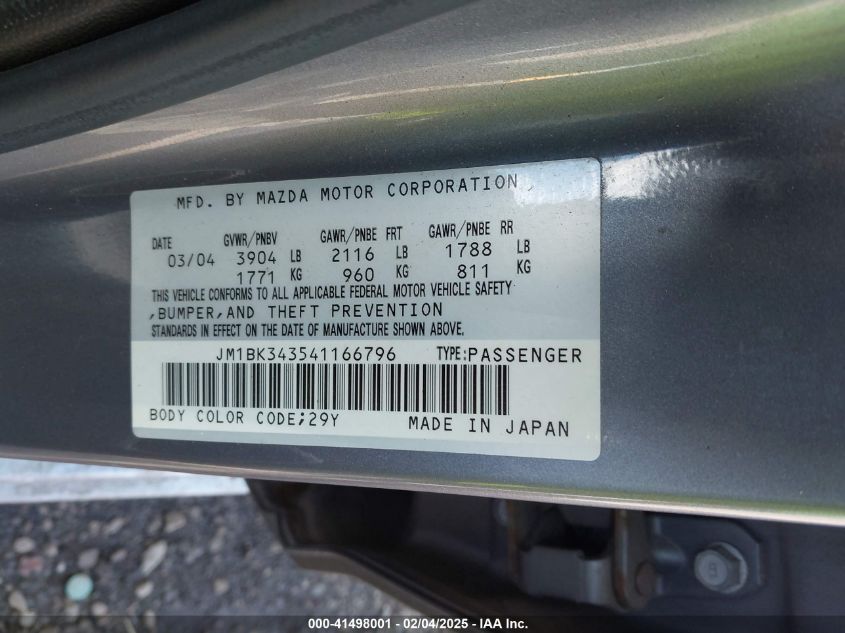 MFD. BY MAZDA MOTOR CORPORATION
DATE GVWR/PNBV GAWR/PNBE FRT GAWR/PNBE RR
03/04 3904 LB 2116 LB 1788 LB
1771 KG 960 KG 811 KG
THIS VEHICLE CONFORMS TO ALL APPLICABLE FEDERAL MOTOR VEHICLE SAFETY
,BUMPER,AND THEFT PREVENTION
STANDARDS IN EFFECT ON THE DATE OF MANUFACTURE SHOWN ABOVE.
JM1BK343541166796 TYPE:PASSENGER
BODY COLOR CODE;29Y MADE IN JAPAN
000-41498001 - 02/04/2025 - IAA Inc.